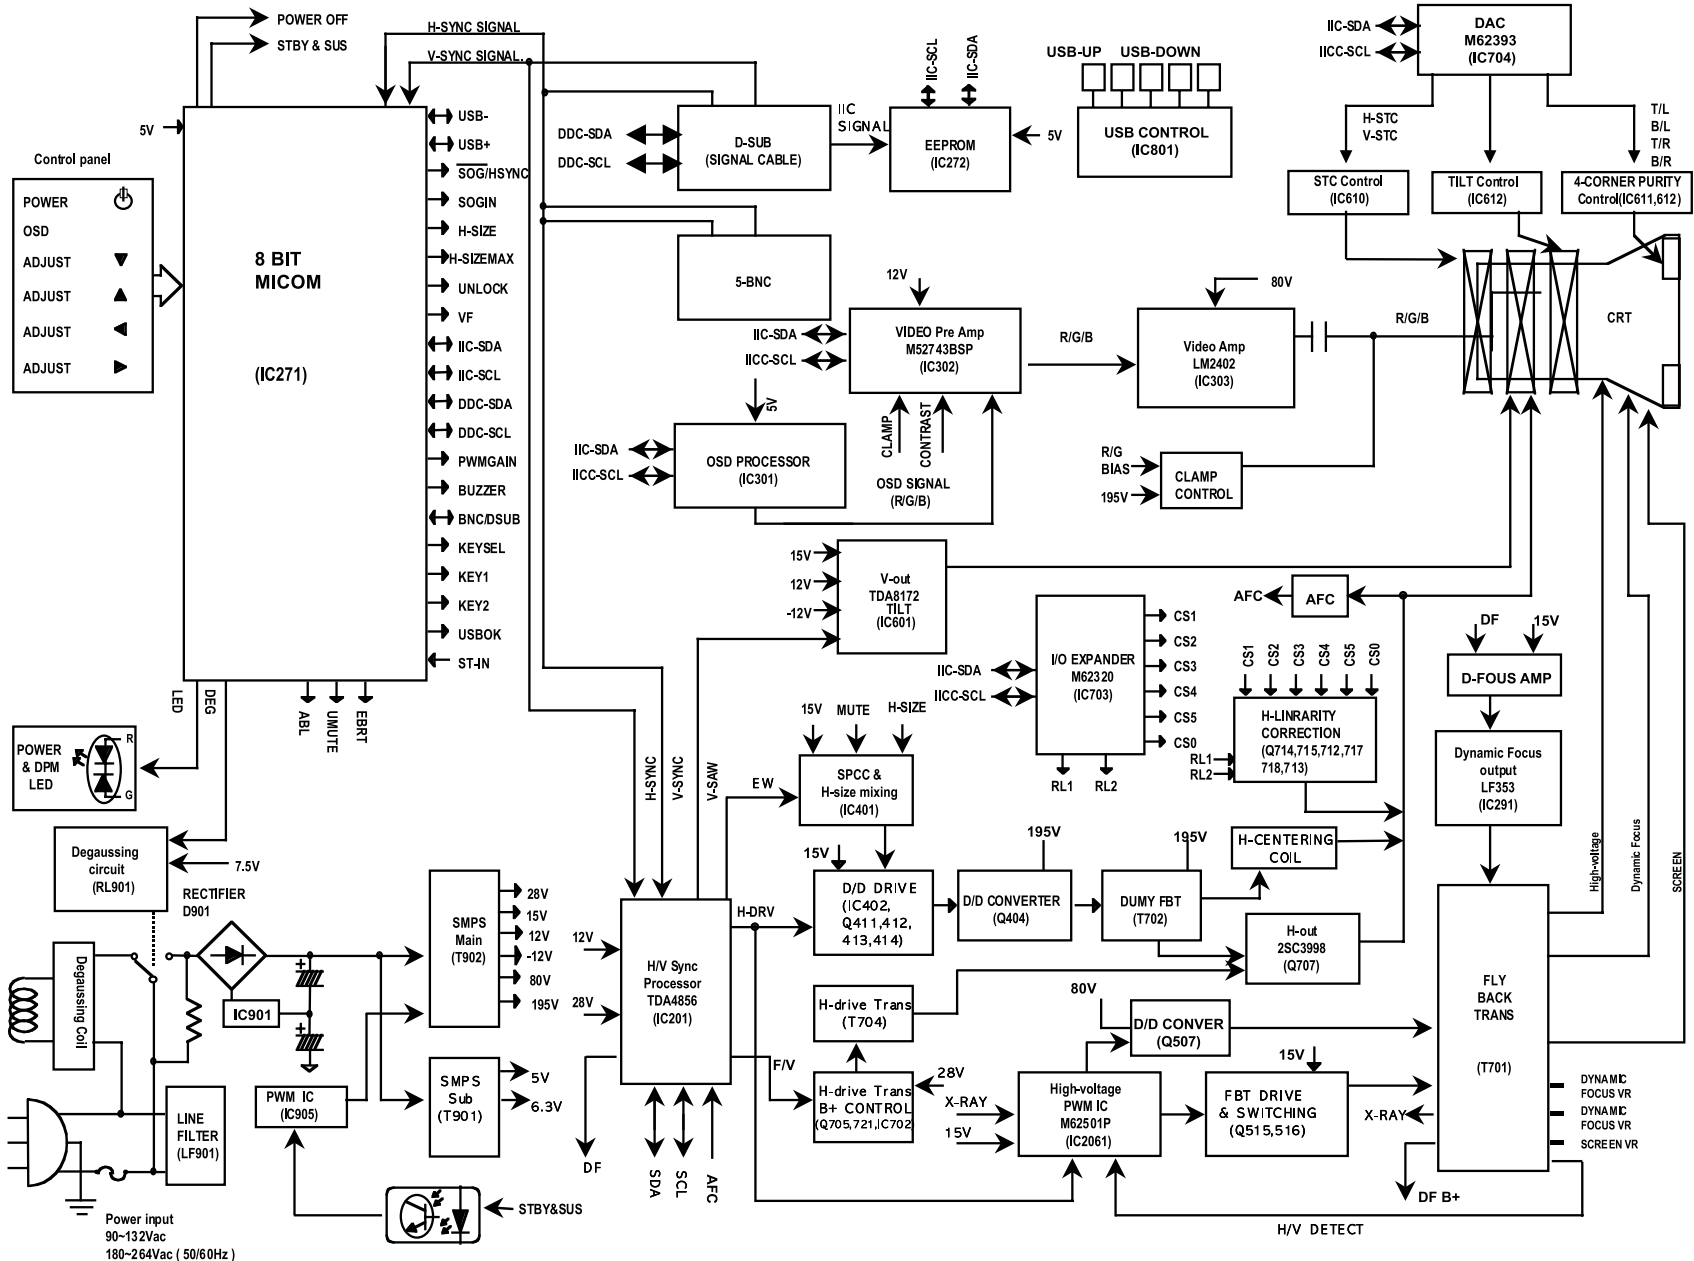 POWER OFF
STBY & SUS
H-SYNC SIGNAL
V-SYNC SIGNAL.
5V
Control panel
POWER
OSD
ADJUST
ADJUST
ADJUST
ADJUST
8 BIT
MICOM
(IC271)
USB-
USB+
SOG/HSYNC
SOGIN
H-SIZE
H-SIZEMAX
UNLOCK
VF
IIC-SDA
IIC-SCL
DDC-SDA
DDC-SCL
PWMGAIN
BUZZER
BNC/DSUB
KEYSEL
KEY1
KEY2
USBOK
ST-IN
LED
DEG
ABL
UMUTE
EBRT
POWER
& DPM
LED
R
G
Degaussing
circuit
(RL901)
7.5V
RECTIFIER
D901
Degaussing Coil
IC901
+
+
LINE
FILTER
(LF901)
Power input
90~132Vac
180~264Vac ( 50/60Hz )
PWM IC
(IC905)
STBY&SUS
SMPS
Main
(T902)
28V
15V
12V
-12V
80V
195V
SMPS
Sub
(T901)
5V
6.3V
DDC-SDA
DDC-SCL
D-SUB
(SIGNAL CABLE)
IIC
SIGNAL
IIC-SCL
IIC-SDA
EEPROM
(IC272)
5V
USB-UP
USB-DOWN
USB CONTROL
(IC801)
5-BNC
12V
IIC-SDA
IICC-SCL
VIDEO Pre Amp
M52743BSP
(IC302)
R/G/B
80V
Video Amp
LM2402
(IC303)
R/G/B
5V
CLAMP
CONTRAST
IIC-SDA
IICC-SCL
OSD PROCESSOR
(IC301)
OSD SIGNAL
(R/G/B)
R/G
BIAS
195V
CLAMP
CONTROL
IIC-SDA
IICC-SCL
DAC
M62393
(IC704)
H-STC
V-STC
T/L
B/L
T/R
B/R
STC Control
(IC610)
TILT Control
(IC612)
4-CORNER PURITY
Control(IC611,612)
CRT
15V
12V
-12V
V-out
TDA8172
TILT
(IC601)
IIC-SDA
IICC-SCL
I/O EXPANDER
M62320
(IC703)
CS1
CS2
CS3
CS4
CS5
CS0
RL1
RL2
AFC
AFC
CS1
CS2
CS3
CS4
CS5
CS0
H-LINRARITY
CORRECTION
(Q714,715,712,717
718,713)
RL1
RL2
DF
15V
D-FOUS AMP
Dynamic Focus
output
LF353
(IC291)
High-voltage
Dynamic Focus
SCREEN
H-SYNC
V-SYNC
V-SAW
EW
15V
MUTE
H-SIZE
SPCC &
H-size mixing
(IC401)
15V
D/D DRIVE
(IC402,
Q411,412,
413,414)
195V
D/D CONVERTER
(Q404)
195V
DUMY FBT
(T702)
H-CENTERING
COIL
H-out
2SC3998
(Q707)
H-DRV
12V
28V
H/V Sync
Processor
TDA4856
(IC201)
F/V
DF
SDA
SCL
AFC
H-drive Trans
(T704)
H-drive Trans
B+ CONTROL
(Q705,721,IC702)
28V
X-RAY
15V
80V
D/D CONVER
(Q507)
High-voltage
PWM IC
M62501P
(IC2061)
15V
FBT DRIVE
& SWITCHING
(Q515,516)
X-RAY
FLY
BACK
TRANS
(T701)
DYNAMIC
FOCUS VR
DYNAMIC
FOCUS VR
SCREEN VR
DF B+
H/V DETECT